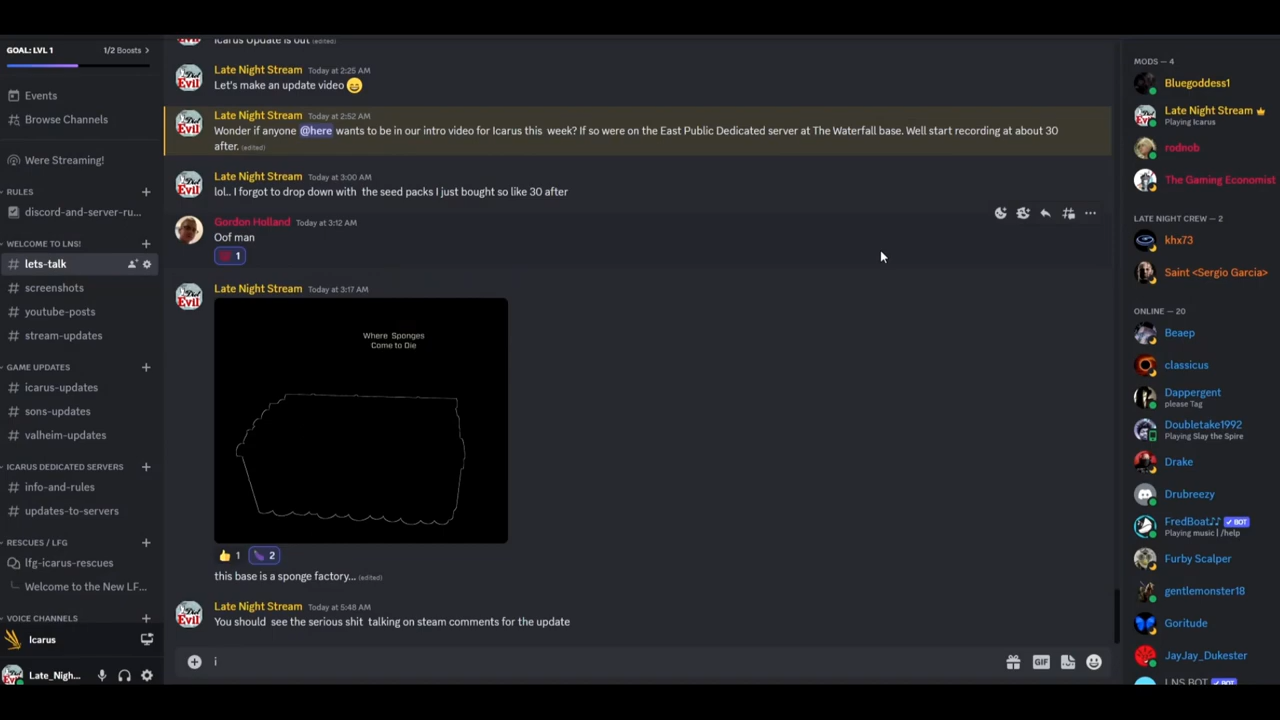 GOAL: LVL 1
1/2 Boosts
Events
Browse Channels
Were Streaming!
RULES
discord-and-server-ru...
WELCOME TO LNS!
lets-talk
screenshots
youtube-posts
stream-updates
GAME UPDATES
icarus-updates
sons-updates
valheim-updates
ICARUS DEDICATED SERVERS
info-and-rules
updates-to-servers
RESCUES / LFG
lfg-icarus-rescues
Welcome to the New LF...
VOICE CHANNELS
Icarus
Late_Nigh...
Icarus Update is out (edited)
Late Night Stream Today at 2:25 AM
Let's make an update video
Late Night Stream Today at 2:52 AM
Wonder if anyone @here wants to be in our intro video for Icarus this week? If so were on the East Public Dedicated server at The Waterfall base. Well start recording at about 30
after. (edited)
Late Night Stream Today at 3:00 AM
lol.. I forgot to drop down with the seed packs I just bought so like 30 after
Gordon Holland Today at 3:12 AM
Oof man
1
Late Night Stream Today at 3:17 AM
Where Sponges
Come to Die
1 2
this base is a sponge factory... (edited)
Late Night Stream Today at 5:48 AM
You should see the serious shit talking on steam comments for the update
i
GIF
MODS — 4
Bluegoddess1
Late Night Stream
Playing Icarus
rodnob
The Gaming Economist
LATE NIGHT CREW — 2
khx73
Saint <Sergio Garcia>
ONLINE — 20
Beaep
classicus
Dappergent
please Tag
Doubletake1992
Playing Slay the Spire
Drake
Drubreezy
FredBoat♪♪ ✓ BOT
Playing music | /help
Furby Scalper
gentlemonster18
Goritude
JayJay_Dukester
LNS BOT ✓ BOT